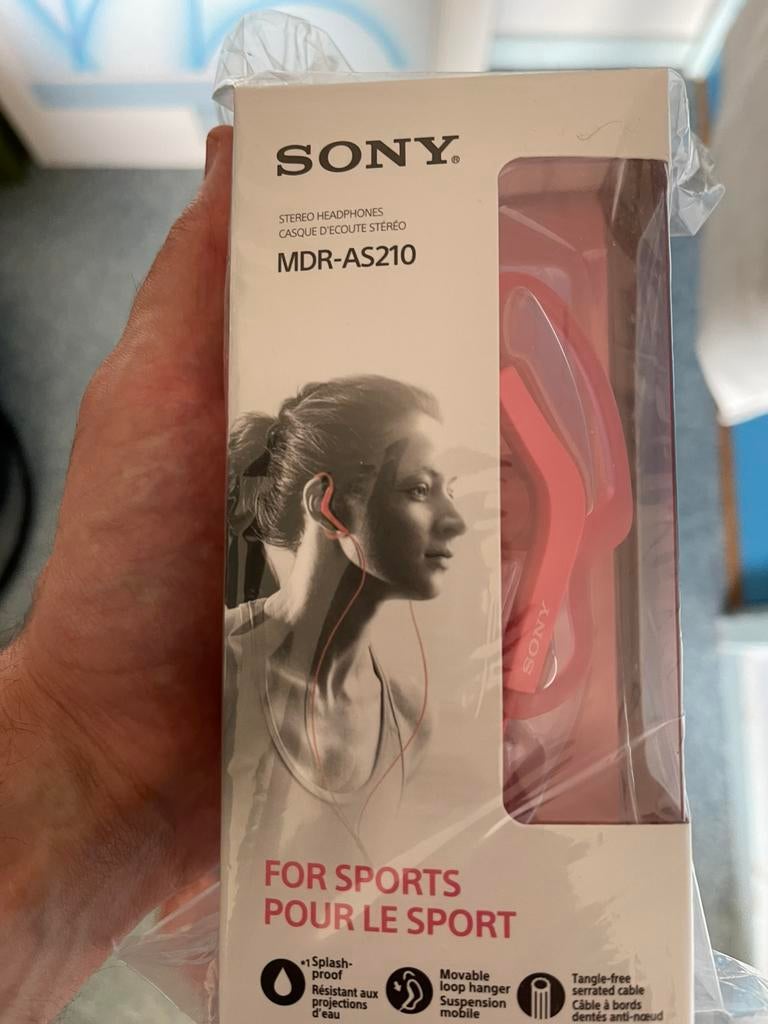 SONY®
STEREO HEADPHONES
CASQUE D'ECOUTE STÉRÉO
MDR-AS210
SONY
FOR SPORTS
POUR LE SPORT
*1 Splash-
proof
Résistant aux
projections
d'eau
Movable
loop hanger
Suspension
mobile
Tangle-free
serrated cable
Câble à bords
dentés anti-nœud